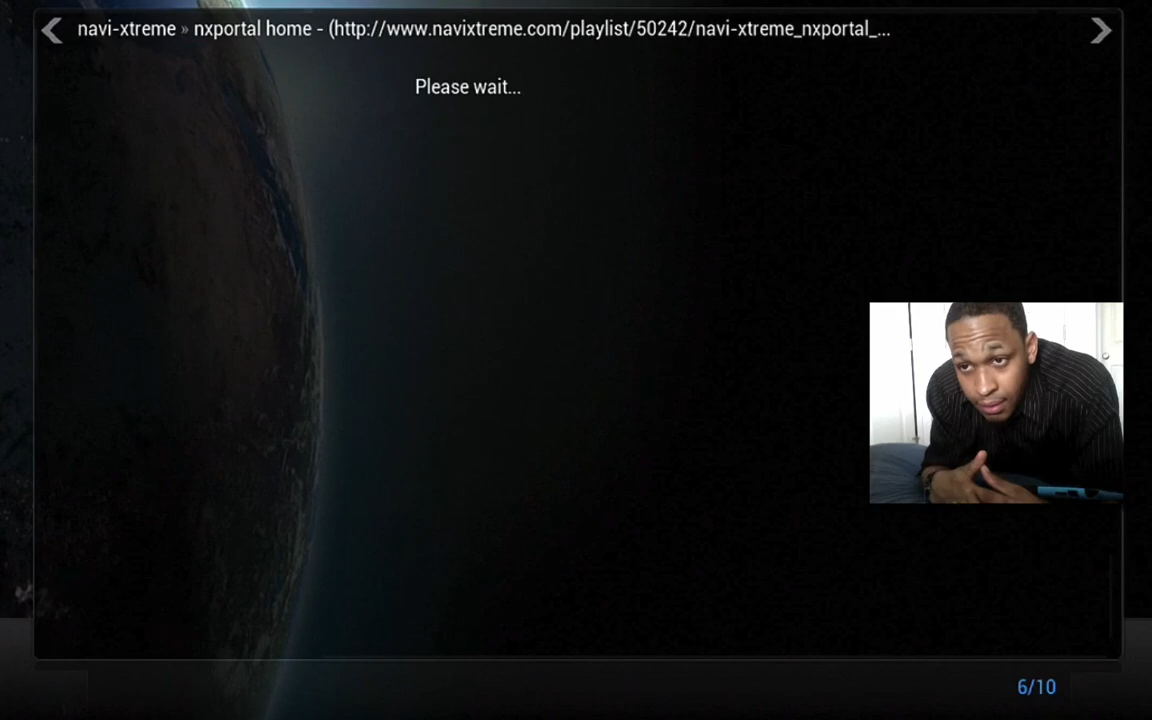 navi-xtreme » nxportal home - (http://www.navixtreme.com/playlist/50242/navi-xtreme_nxportal_...
Please wait...
6/10